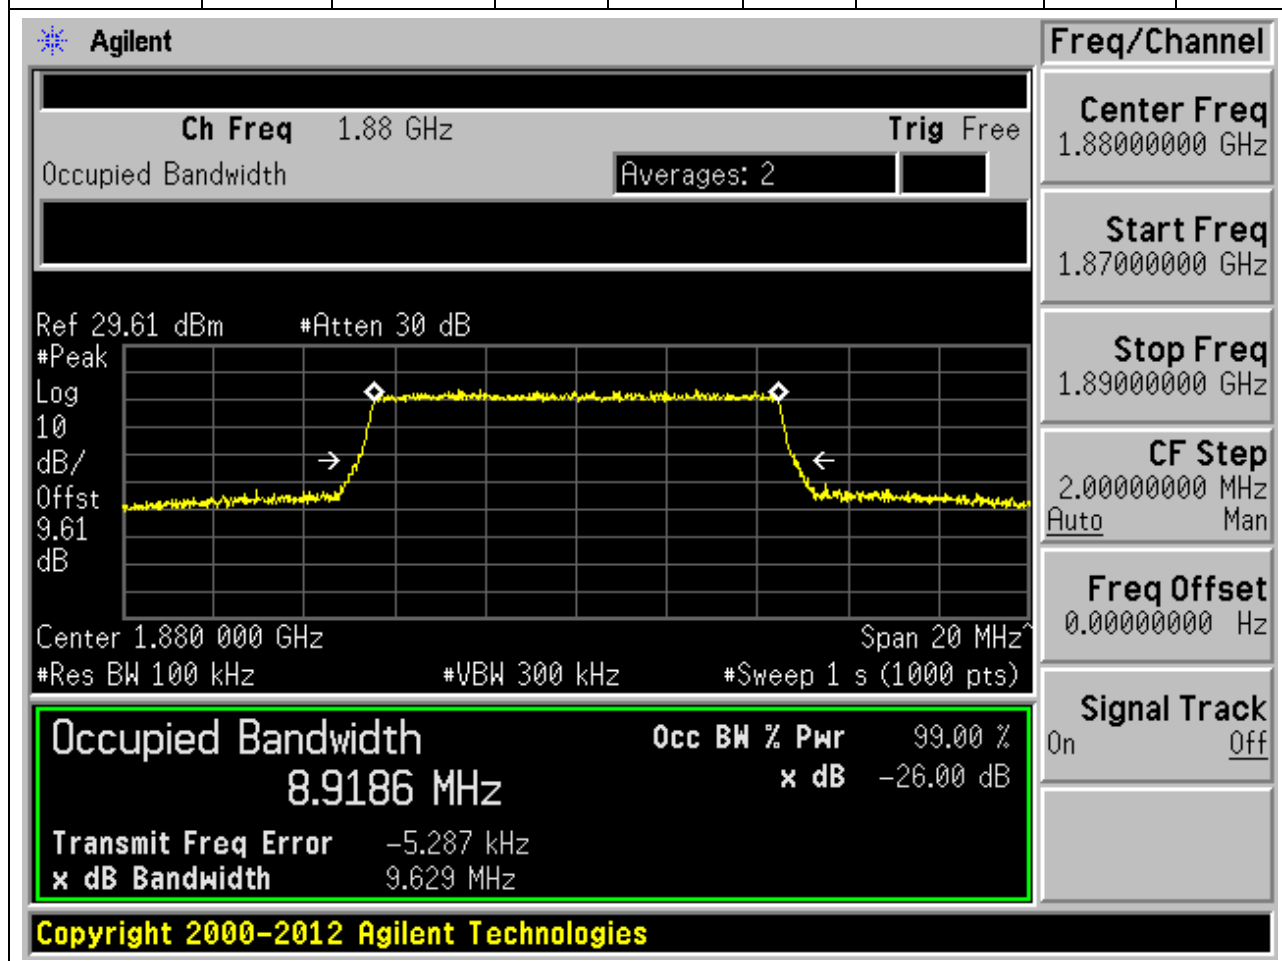 Agilent
Freq/Channel
Ch Freq 1.88 GHz
Trig Free
Occupied Bandwidth
Averages: 2
Ref 29.61 dBm
#Atten 30 dB
#Peak
Log
10
dB/
Offst
9.61
dB
Center 1.880 000 GHz
Span 20 MHz^
#Res BW 100 kHz
#VBW 300 kHz
#Sweep 1 s (1000 pts)
Occupied Bandwidth
8.9186 MHz
Occ BW % Pwr 99.00 %
x dB -26.00 dB
Transmit Freq Error -5.287 kHz
x dB Bandwidth 9.629 MHz
Copyright 2000-2012 Agilent Technologies
Center Freq
1.88000000 GHz
Start Freq
1.87000000 GHz
Stop Freq
1.89000000 GHz
CF Step
2.00000000 MHz
Auto Man
Freq Offset
0.00000000 Hz
Signal Track
On Off